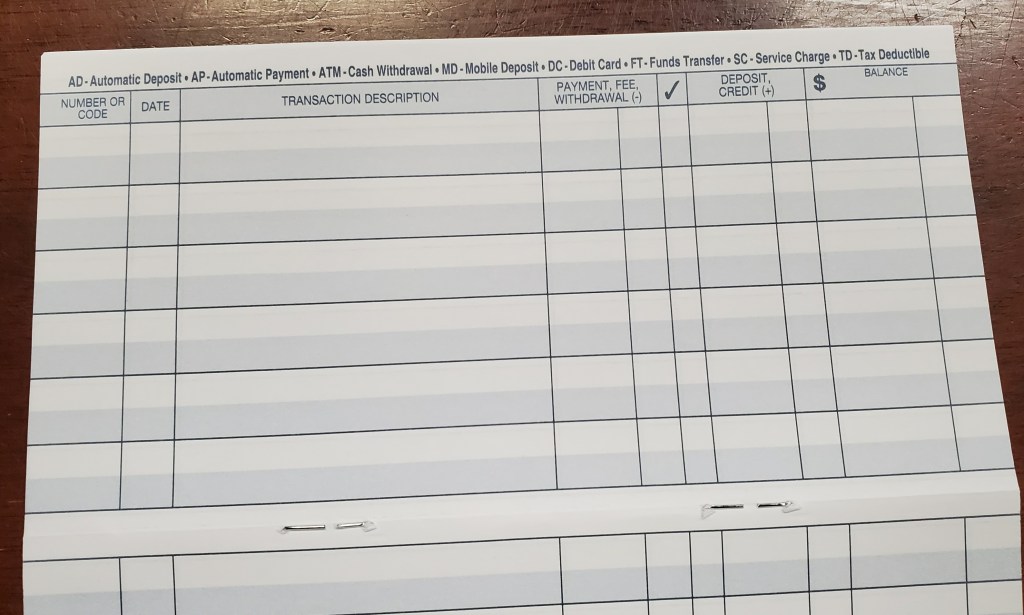 AD - Automatic Deposit • AP - Automatic Payment • ATM - Cash Withdrawal • MD - Mobile Deposit • DC - Debit Card • FT - Funds Transfer • SC - Service Charge • TD - Tax Deductible
NUMBER OR CODE DATE TRANSACTION DESCRIPTION PAYMENT, FEE, WITHDRAWAL (-) ✓ DEPOSIT, CREDIT (+) $ BALANCE